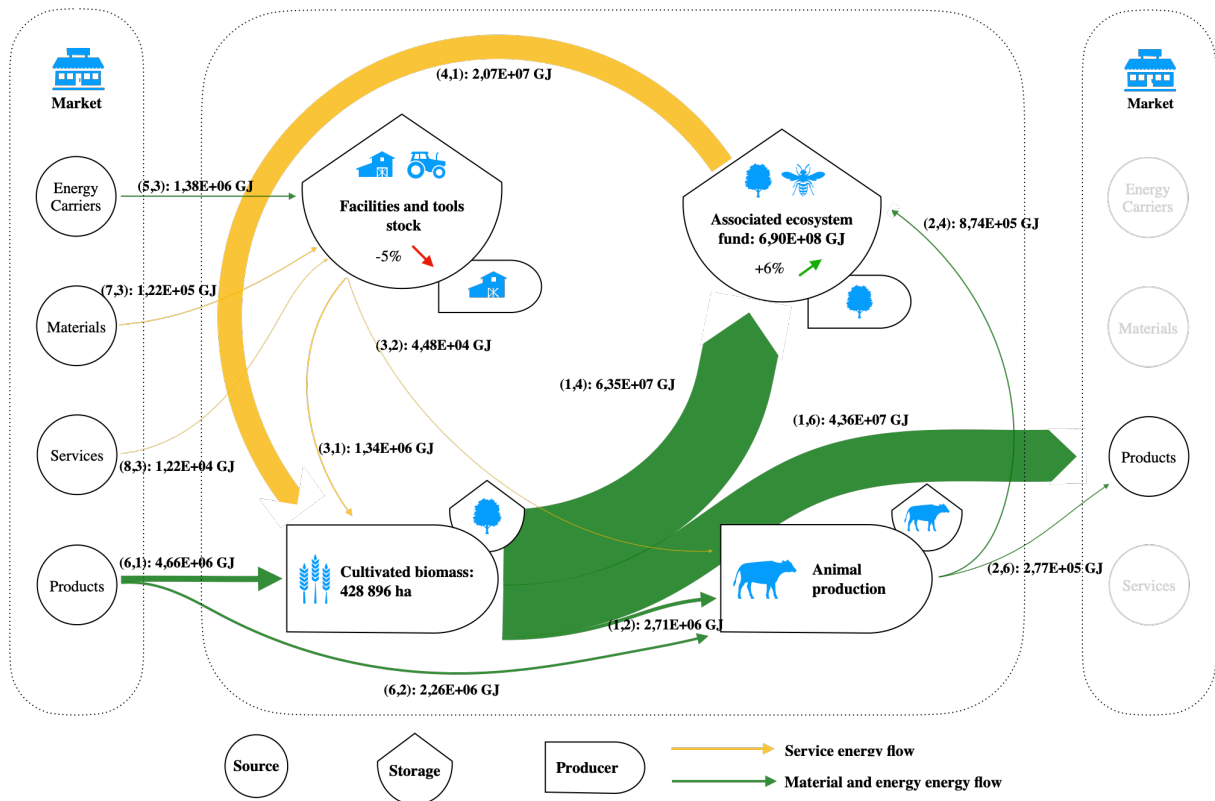 Market
Energy
Carriers
Materials
Services
Products
(5,3): 1,38E+06 GJ
(7,3): 1,22E+05 GJ
(8,3): 1,22E+04 GJ
(6,1): 4,66E+06 GJ
(4,1): 2,07E+07 GJ
Facilities and tools
stock
-5%
(3,2): 4,48E+04 GJ
(3,1): 1,34E+06 GJ
Associated ecosystem
fund: 6,90E+08 GJ
+6%
(2,4): 8,74E+05 GJ
(1,4): 6,35E+07 GJ
(1,6): 4,36E+07 GJ
Cultivated biomass:
428 896 ha
Animal
production
(1,2): 2,71E+06 GJ
(2,6): 2,77E+05 GJ
(6,2): 2,26E+06 GJ
Market
Energy
Carriers
Materials
Products
Services
Source
Storage
Producer
Service energy flow
Material and energy energy flow